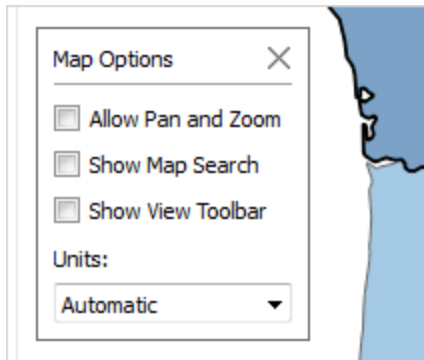 Map Options
Allow Pan and Zoom
Show Map Search
Show View Toolbar
Units:
Automatic